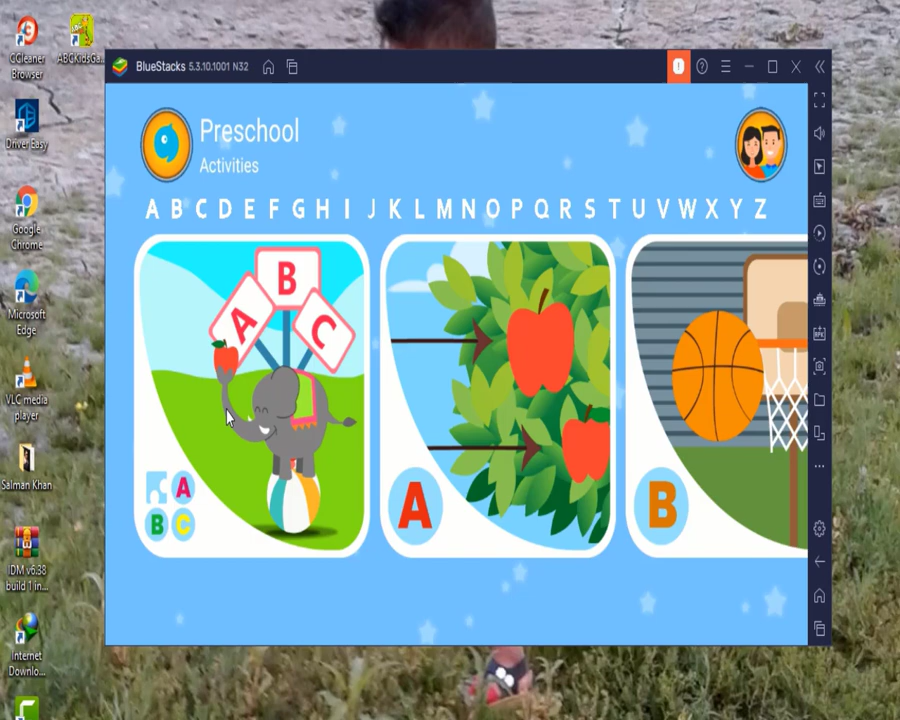 CCleaner
Browser
ABCKidsGa...
Driver Easy
Google
Chrome
Microsoft
Edge
VLC media
player
Salman Khan
IDM v6.38
build 1 in...
Internet
Downlo...
BlueStacks 5.3.10.1001 N32
Preschool
Activities
A B C D E F G H I J K L M N O P Q R S T U V W X Y Z
A B C
A
B C
A
B